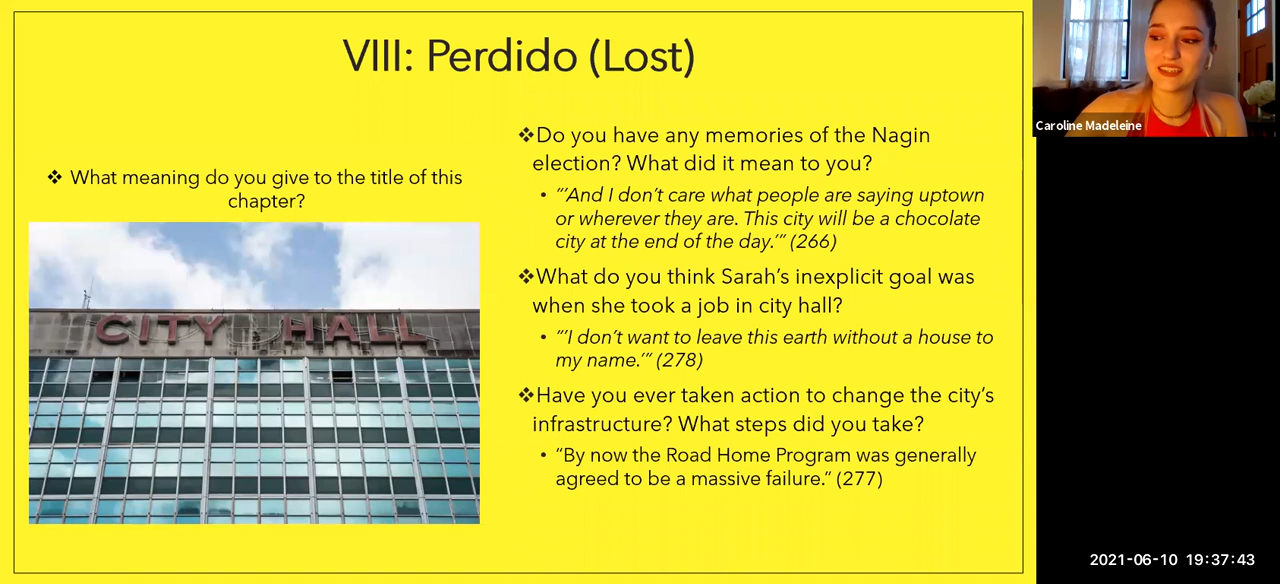 VIII: Perdido (Lost)
❖ What meaning do you give to the title of this
chapter?
CITY HALL
❖Do you have any memories of the Nagin
election? What did it mean to you?
• “‘And I don’t care what people are saying uptown
or wherever they are. This city will be a chocolate
city at the end of the day.’” (266)
❖What do you think Sarah’s inexplicit goal was
when she took a job in city hall?
• “‘I don’t want to leave this earth without a house to
my name.’” (278)
❖Have you ever taken action to change the city’s
infrastructure? What steps did you take?
• “By now the Road Home Program was generally
agreed to be a massive failure.” (277)
Caroline Madeleine
2021-06-10 19:37:43